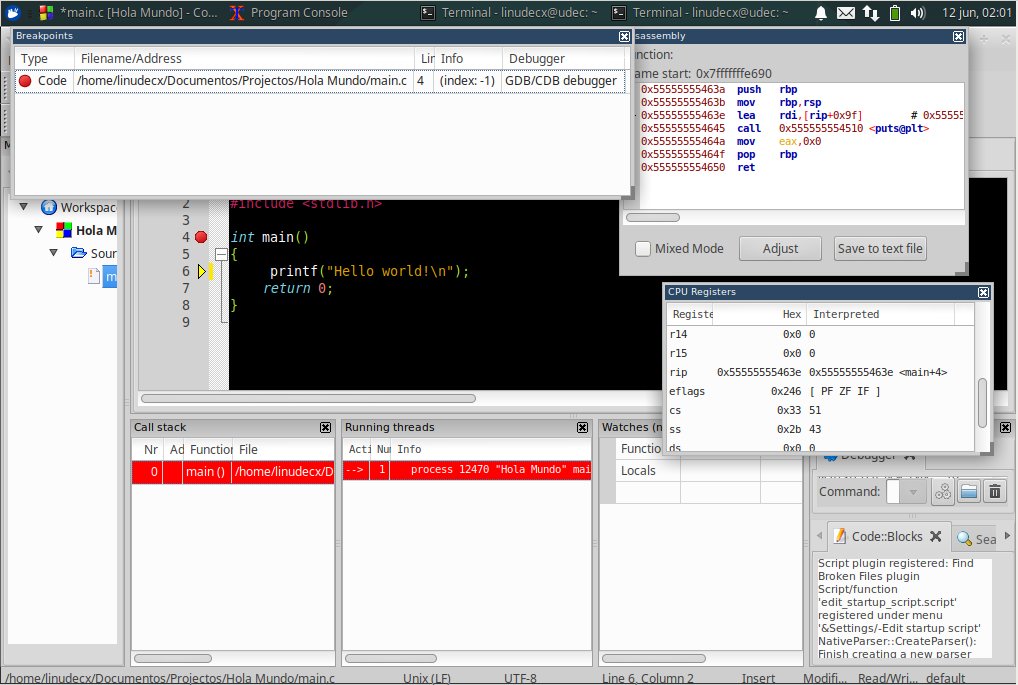 *main.c [Hola Mundo] - Co...
Program Console
Terminal - linudecx@udec: ~
Terminal - linudecx@udec: ~
12 jun, 02:01
Breakpoints
Type Filename/Address Lin Info Debugger
Code /home/linudecx/Documentos/Projectos/Hola Mundo/main.c 4 (index: -1) GDB/CDB debugger
sassembly
nction:
ame start: 0x7fffffffe690
0x55555555463a push rbp
0x55555555463b mov rbp,rsp
0x55555555463e lea rdi,[rip+0x9f] # 0x55555
0x555555554645 call 0x555555554510 <puts@plt>
0x55555555464a mov eax,0x0
0x55555555464f pop rbp
0x555555554650 ret
Mixed Mode
Adjust
Save to text file
Workspac
Hola M
Sour
m
2 #include <stdlib.h>
3
4 int main()
5 {
6 printf("Hello world!\n");
7 return 0;
8 }
9
CPU Registers
Registe Hex Interpreted
r14 0x0 0
r15 0x0 0
rip 0x55555555463e 0x55555555463e <main+4>
eflags 0x246 [ PF ZF IF ]
cs 0x33 51
ss 0x2b 43
ds 0x0 0
Call stack
Nr Ad Function File
0 main () /home/linudecx/D
Running threads
Acti Nu Info
--> 1 process 12470 "Hola Mundo" mai
Watches (n
Functio
Locals
Debugger
Command:
Code::Blocks
Sea
Script plugin registered: Find
Broken Files plugin
Script/function
'edit_startup_script.script'
registered under menu
'&Settings/-Edit startup script'
NativeParser::CreateParser():
Finish creating a new parser
/home/linudecx/Documentos/Projectos/Hola Mundo/main.c Unix (LF) UTF-8 Line 6, Column 2 Insert Modifi... Read/Wri... default